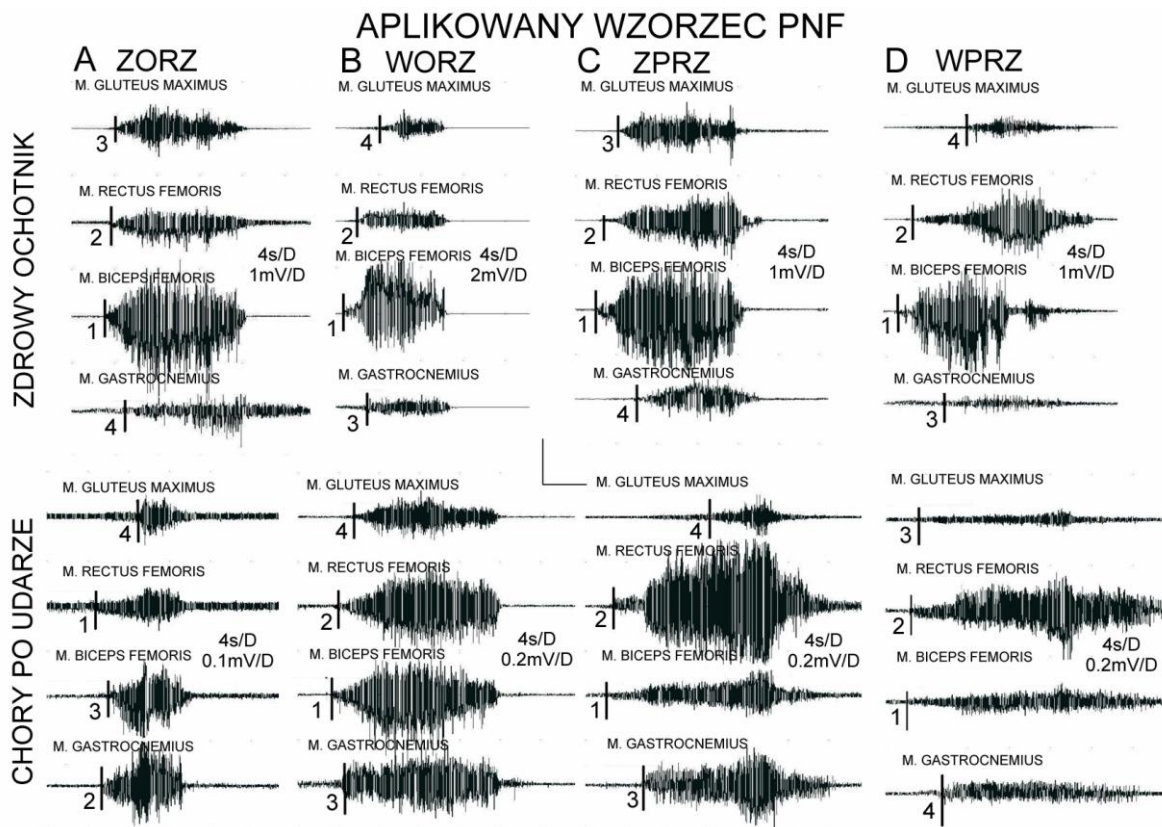 APLIKOWANY WZORZEC PNF
A ZORZ
M. GLUTEUS MAXIMUS
3
M. RECTUS FEMORIS
2
4s/D
1mV/D
M. BICEPS FEMORIS
1
M. GASTROCNEMIUS
4
B WORZ
M. GLUTEUS MAXIMUS
4
M. RECTUS FEMORIS
2
M. BICEPS FEMORIS
4s/D
2mV/D
1
M. GASTROCNEMIUS
3
C ZPRZ
M. GLUTEUS MAXIMUS
3
M. RECTUS FEMORIS
2
4s/D
1mV/D
M. BICEPS FEMORIS
1
M. GASTROCNEMIUS
4
D WPRZ
M. GLUTEUS MAXIMUS
4
M. RECTUS FEMORIS
2
4s/D
1mV/D
M. BICEPS FEMORIS
1
M. GASTROCNEMIUS
3
ZDROWY OCHOTNIK
M. GLUTEUS MAXIMUS
4
M. RECTUS FEMORIS
1
4s/D
0.1mV/D
M. BICEPS FEMORIS
3
M. GASTROCNEMIUS
2
M. GLUTEUS MAXIMUS
4
M. RECTUS FEMORIS
2
4s/D
0.2mV/D
M. BICEPS FEMORIS
1
M. GASTROCNEMIUS
3
M. GLUTEUS MAXIMUS
4
M. RECTUS FEMORIS
2
4s/D
0.2mV/D
M. BICEPS FEMORIS
1
M. GASTROCNEMIUS
3
M. GLUTEUS MAXIMUS
3
M. RECTUS FEMORIS
2
4s/D
0.2mV/D
M. BICEPS FEMORIS
1
M. GASTROCNEMIUS
4
CHORY PO UDARZE